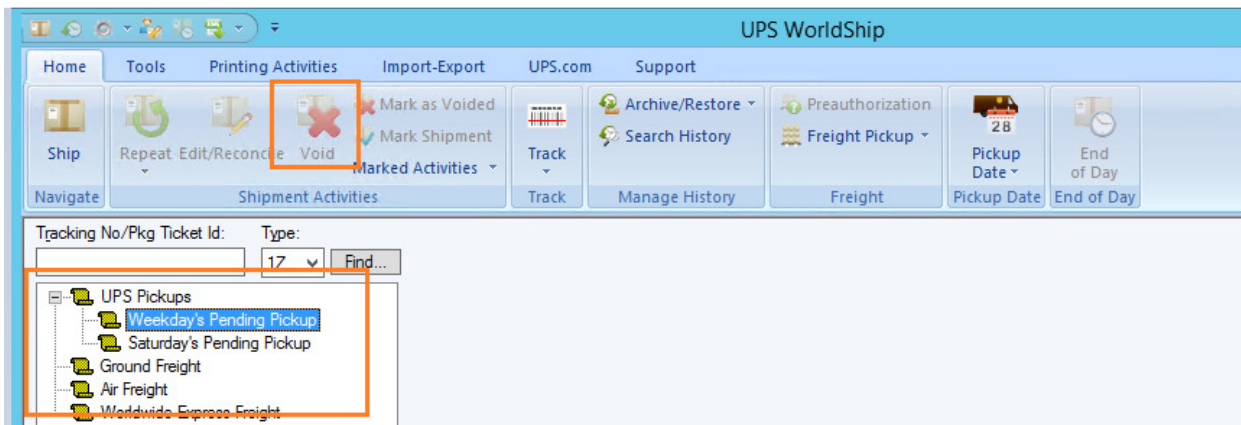 UPS WorldShip
Home Tools Printing Activities Import-Export UPS.com Support
Ship
Repeat
Edit/Reconcile
Void
Mark as Voided
Mark Shipment
Marked Activities
Track
Archive/Restore
Search History
Preauthorization
Freight Pickup
28
Pickup
Date
End
of Day
Navigate Shipment Activities Track Manage History Freight Pickup Date End of Day
Tracking No/Pkg Ticket Id: Type:
1Z Find...
UPS Pickups
Weekday's Pending Pickup
Saturday's Pending Pickup
Ground Freight
Air Freight
Worldwide Express Freight